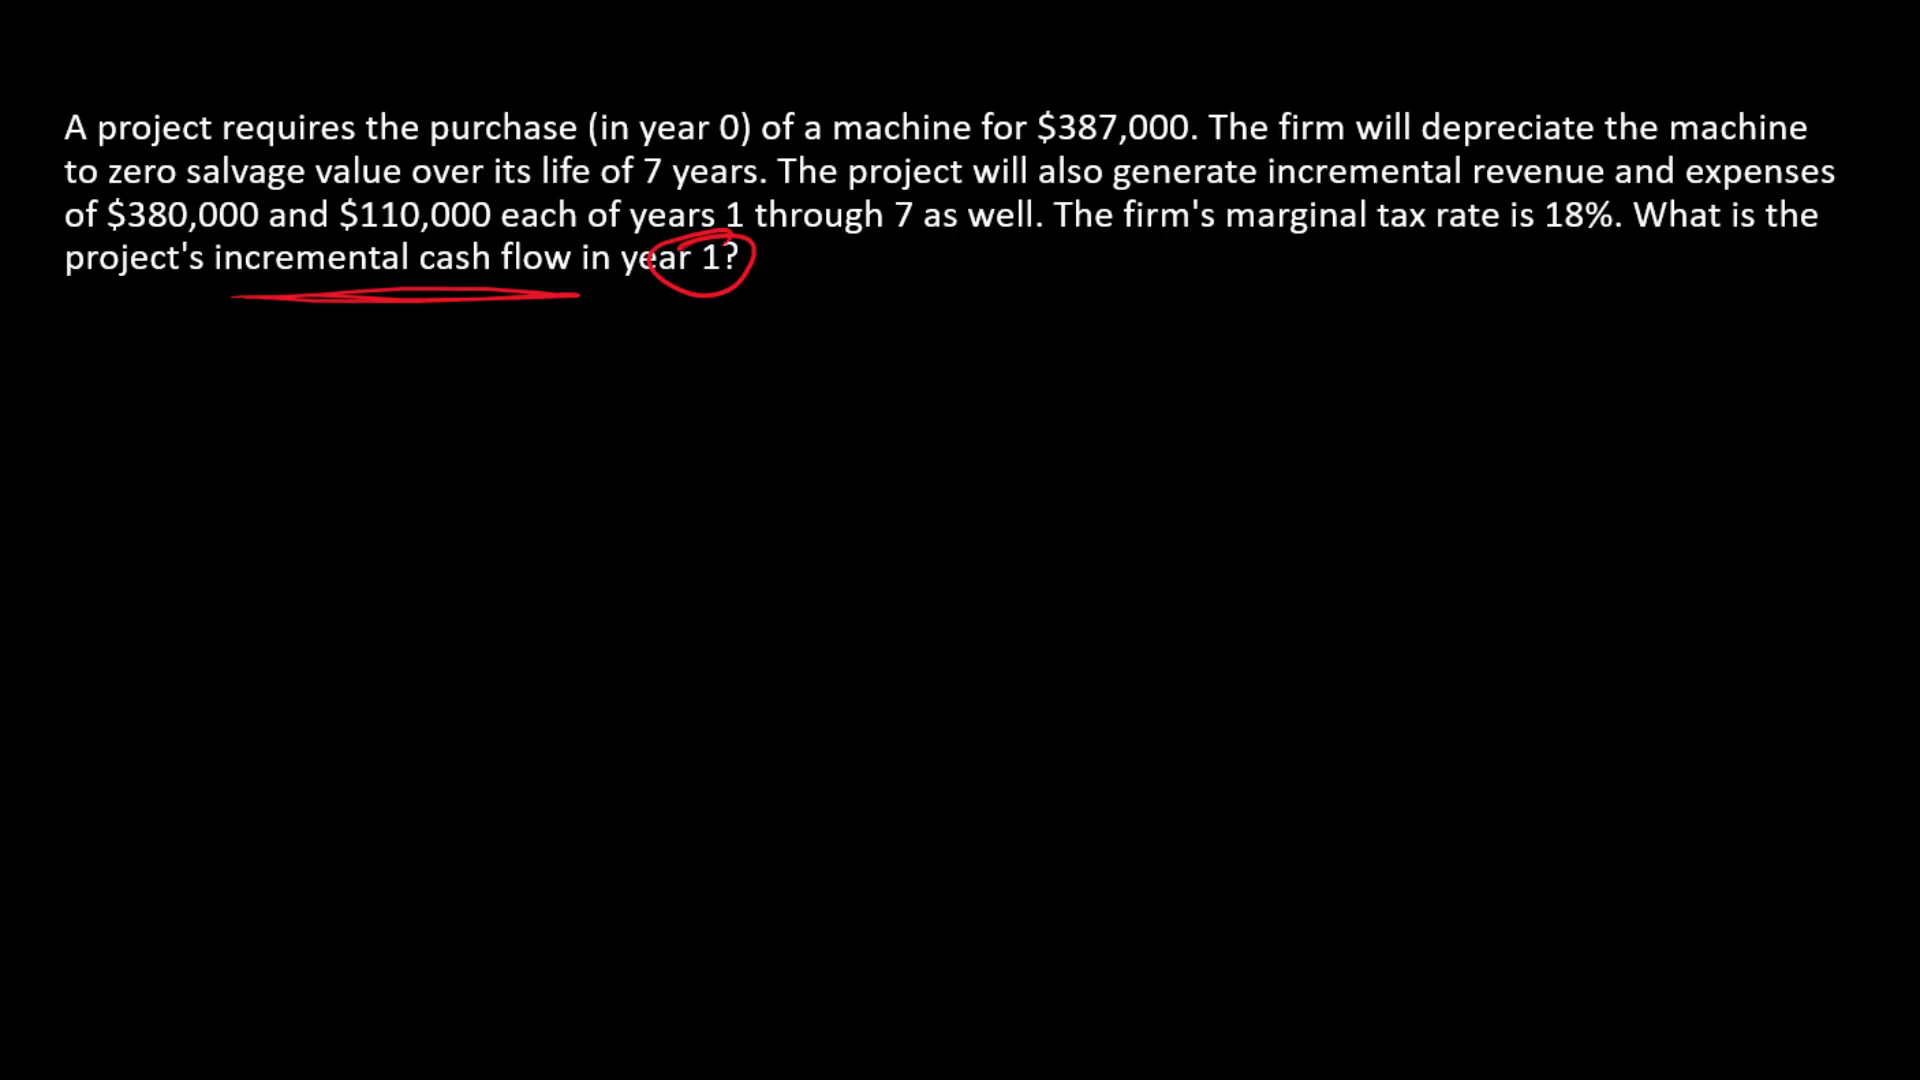 A project requires the purchase (in year 0) of a machine for $387,000. The firm will depreciate the machine
to zero salvage value over its life of 7 years. The project will also generate incremental revenue and expenses
of $380,000 and $110,000 each of years 1 through 7 as well. The firm's marginal tax rate is 18%. What is the
project's incremental cash flow in year 1?